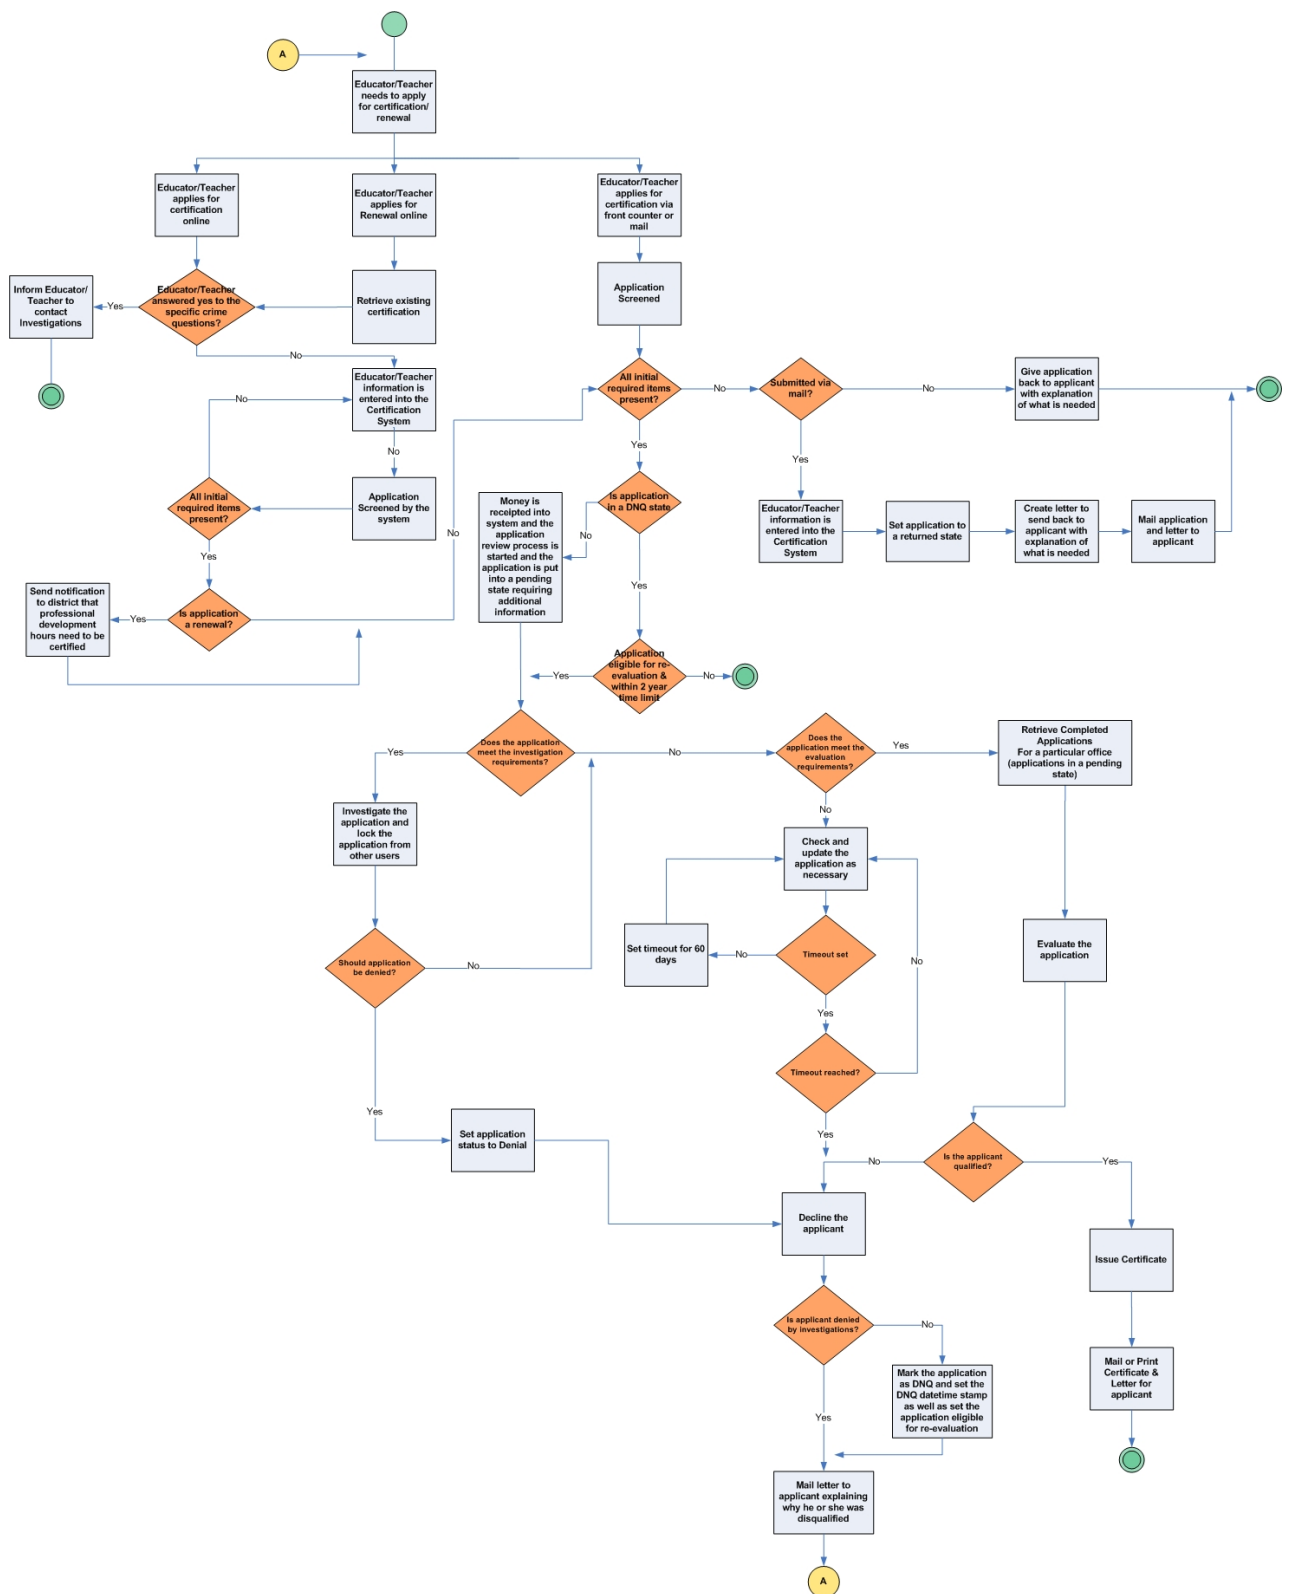 A
Educator/Teacher
needs to apply
for certification/
renewal
Educator/Teacher
applies for
certification
online
Educator/Teacher
applies for
Renewal online
Educator/Teacher
applies for
certification via
front counter or
mail
Inform Educator/
Teacher to
contact
Investigations
Yes
Educator/Teacher
answered yes to the
specific crime
questions?
Retrieve existing
certification
Application
Screened
No
Educator/Teacher
information is
entered into the
Certification
System
No
No
All initial
required items
present?
No
Submitted via
mail?
No
Give application
back to applicant
with explanation
of what is needed
Yes
Yes
All initial
required items
present?
Application
Screened by the
system
Money is
receipted into
system and the
application
review process is
started and the
application is put
into a pending
state requiring
additional
information
Is application
in a DNQ state
No
No
Educator/Teacher
information is
entered into the
Certification
System
Set application to
a returned state
Create letter to
send back to
applicant with
explanation of
what is needed
Mail application
and letter to
applicant
Yes
Yes
Send notification
to district that
professional
development
hours need to be
certified
Yes
Is application
a renewal?
Yes
Application
eligible for re-
evaluation &
within 2 year
time limit
No
Yes
Does the application
meet the investigation
requirements?
No
Does the
application meet the
evaluation
requirements?
Yes
Retrieve Completed
Applications
For a particular office
(applications in a pending
state)
Investigate the
application and
lock the
application from
other users
No
Check and
update the
application as
necessary
Should application
be denied?
No
Set timeout for 60
days
No
Timeout set
No
Evaluate the
application
Yes
Timeout reached?
Yes
Set application
status to Denial
Yes
No
Is the applicant
qualified?
Yes
Decline the
applicant
Issue Certificate
Is applicant denied
by investigations?
No
Mark the application
as DNQ and set the
DNQ datetime stamp
as well as set the
application eligible
for re-evaluation
Mail or Print
Certificate &
Letter for
applicant
Yes
Mail letter to
applicant explaining
why he or she was
disqualified
A